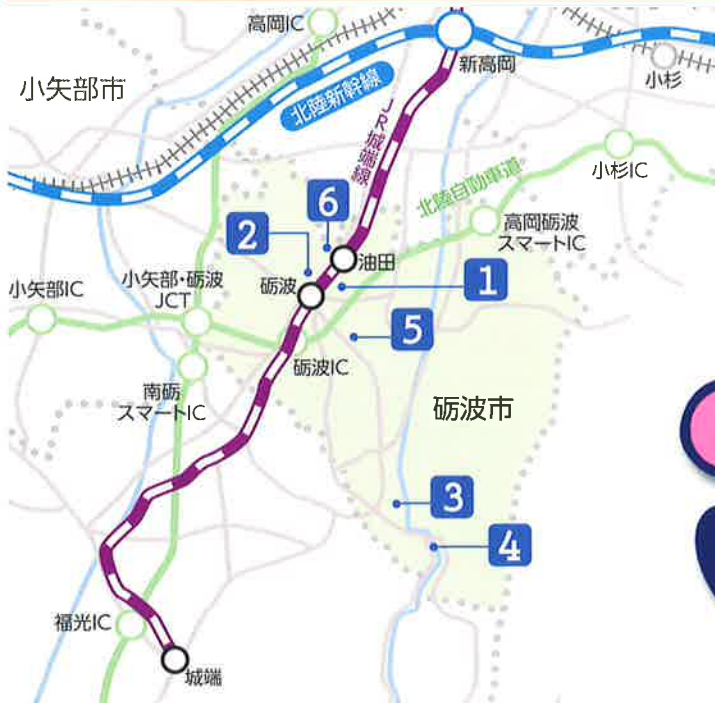 高岡IC
新高岡
小杉
小矢部市
北陸新幹線
JR城端線
小杉IC
北陸自動車道
高岡砺波
スマートIC
6
2
油田
1
砺波
小矢部・砺波
JCT
小矢部IC
5
砺波IC
南砺
スマートIC
砺波市
3
4
福光IC
城端